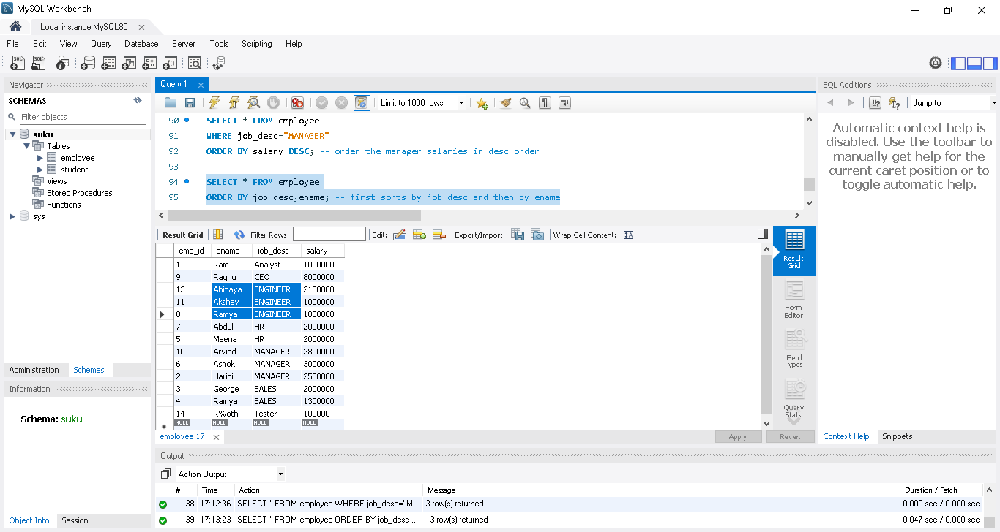 MySQL Workbench
Local instance MySQL80
File Edit View Query Database Server Tools Scripting Help
Navigator
SCHEMAS
Filter objects
suku
Tables
employee
student
Views
Stored Procedures
Functions
sys
Administration Schemas
Information
Schema: suku
Object Info Session
Query 1
Limit to 1000 rows
90 SELECT * FROM employee
91 WHERE job_desc="MANAGER"
92 ORDER BY salary DESC; -- order the manager salaries in desc order
93
94 SELECT * FROM employee
95 ORDER BY job_desc,ename; -- first sorts by job_desc and then by ename
Result Grid Filter Rows: Edit: Export/Import: Wrap Cell Content:
emp_id ename job_desc salary
1 Ram Analyst 1000000
9 Raghu CEO 8000000
13 Abinaya ENGINEER 2100000
11 Akshay ENGINEER 1000000
8 Ramya ENGINEER 1000000
7 Abdul HR 2000000
5 Meena HR 2000000
10 Arvind MANAGER 2800000
6 Ashok MANAGER 3000000
2 Harini MANAGER 2500000
3 George SALES 2000000
4 Ramya SALES 1300000
14 R%othi Tester 100000
NULL NULL NULL NULL
Result
Grid
Form
Editor
Field
Types
Query
Stats
employee 17
Apply Revert
SQL Additions
Jump to
Automatic context help is
disabled. Use the toolbar to
manually get help for the
current caret position or to
toggle automatic help.
Context Help Snippets
Output
Action Output
# Time Action Message Duration / Fetch
38 17:12:36 SELECT * FROM employee WHERE job_desc="M... 3 row(s) returned 0.000 sec / 0.000 sec
39 17:13:23 SELECT * FROM employee ORDER BY job_desc,... 13 row(s) returned 0.047 sec / 0.000 sec